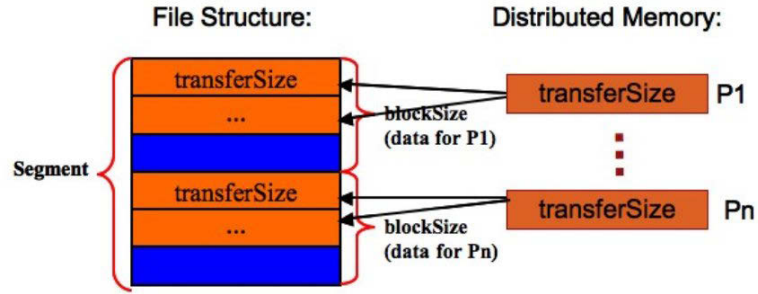 File Structure:
Distributed Memory:
transferSize
...
blockSize
(data for P1)
transferSize
P1
Segment
transferSize
...
blockSize
(data for Pn)
transferSize
Pn